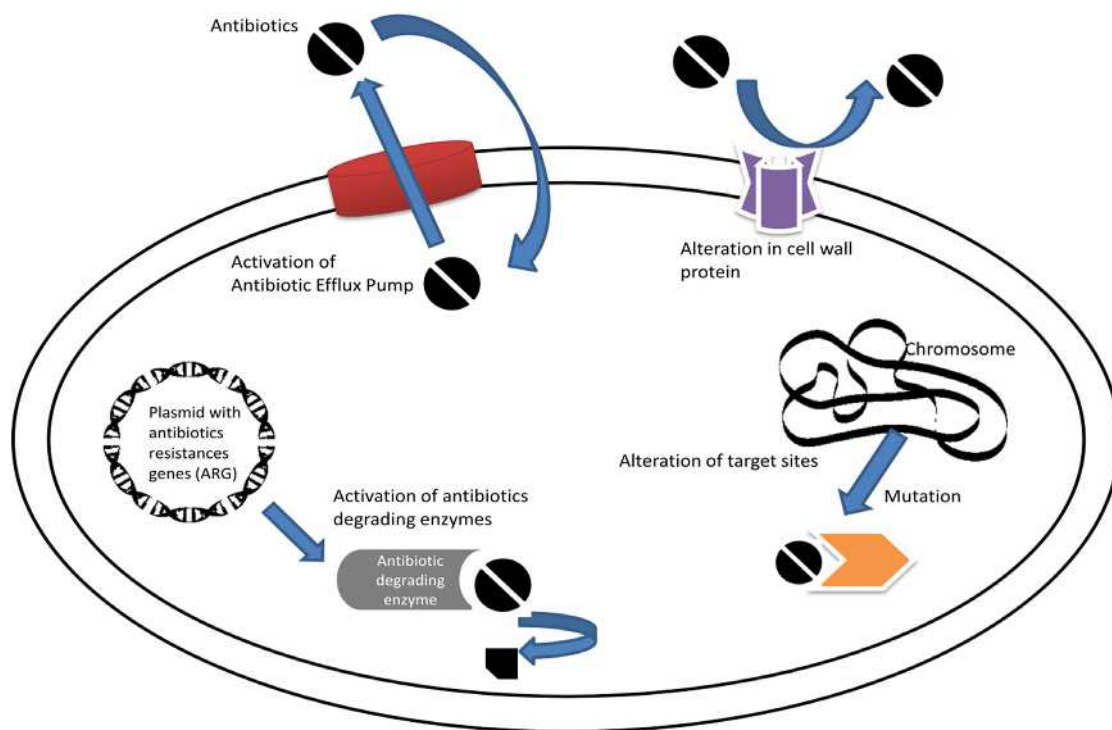 Antibiotics
Activation of
Antibiotic Efflux Pump
Alteration in cell wall
protein
Chromosome
Plasmid with
antibiotics
resistances
genes (ARG)
Alteration of target sites
Mutation
Activation of antibiotics
degrading enzymes
Antibiotic
degrading
enzyme